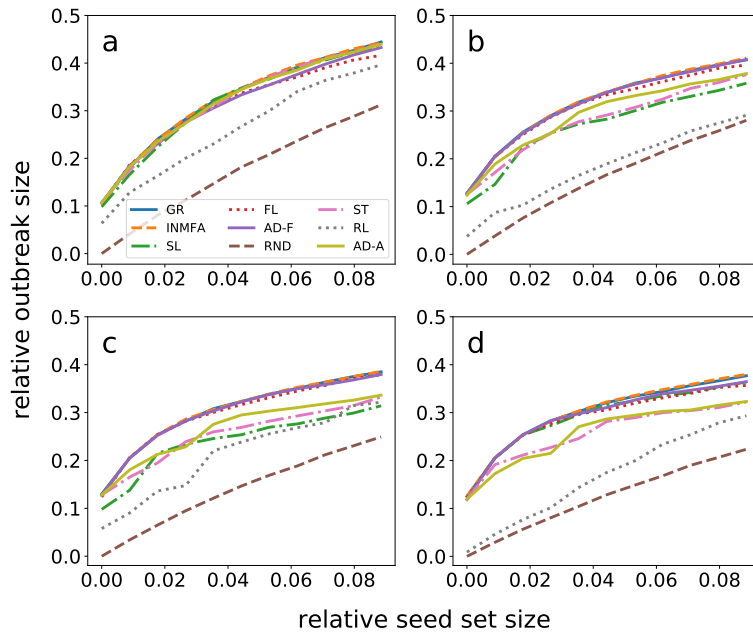 a
b
0.5
0.4
0.3
0.2
0.1
0.0
0.00 0.02 0.04 0.06 0.08
GR FL ST
INMFA AD-F RL
SL RND AD-A
0.5
0.4
0.3
0.2
0.1
0.0
0.00 0.02 0.04 0.06 0.08
c
d
0.5
0.4
0.3
0.2
0.1
0.0
0.00 0.02 0.04 0.06 0.08
0.5
0.4
0.3
0.2
0.1
0.0
0.00 0.02 0.04 0.06 0.08
relative outbreak size
relative seed set size